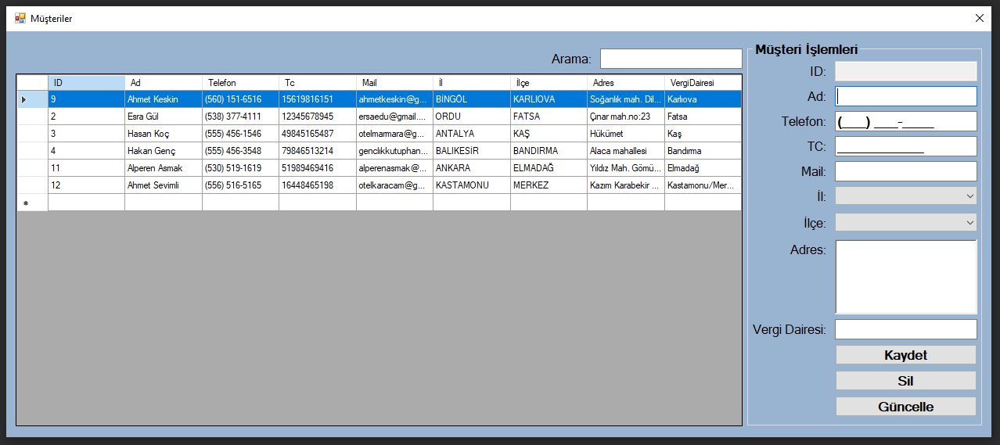 Müşteriler
Arama:
ID Ad Telefon Tc Mail İl İlçe Adres VergiDairesi
9 Ahmet Keskin (560) 151-6516 15619816151 ahmetkeskin@g... BİNGÖL KARLIOVA Soğanlık mah. Dil... Karlıova
2 Esra Gül (538) 377-4111 12345678945 ersaedu@gmail.... ORDU FATSA Çınar mah.no:23 Fatsa
3 Hasan Koç (555) 456-1546 49845165487 otelmarmara@g... ANTALYA KAŞ Hükümet Kaş
4 Hakan Genç (555) 456-3548 79846513214 genclıkkutuphan... BALIKESİR BANDIRMA Alaca mahallesi Bandırma
11 Alperen Asmak (530) 519-1619 51989469416 alperenasmak@... ANKARA ELMADAĞ Yıldız Mah. Gömü... Elmadağ
12 Ahmet Sevimli (556) 516-5165 16448465198 otelkaracam@g... KASTAMONU MERKEZ Kazım Karabekir ... Kastamonu/Mer...
Müşteri İşlemleri
ID:
Ad:
Telefon: (___) ___-____
TC: ___________
Mail:
İl:
İlçe:
Adres:
Vergi Dairesi:
Kaydet
Sil
Güncelle